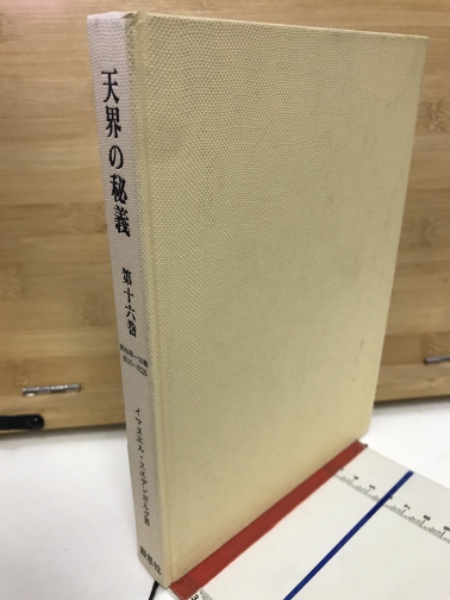 天界の秘義
第十六巻
イマヌエル・スエデンボルグ著
静思社